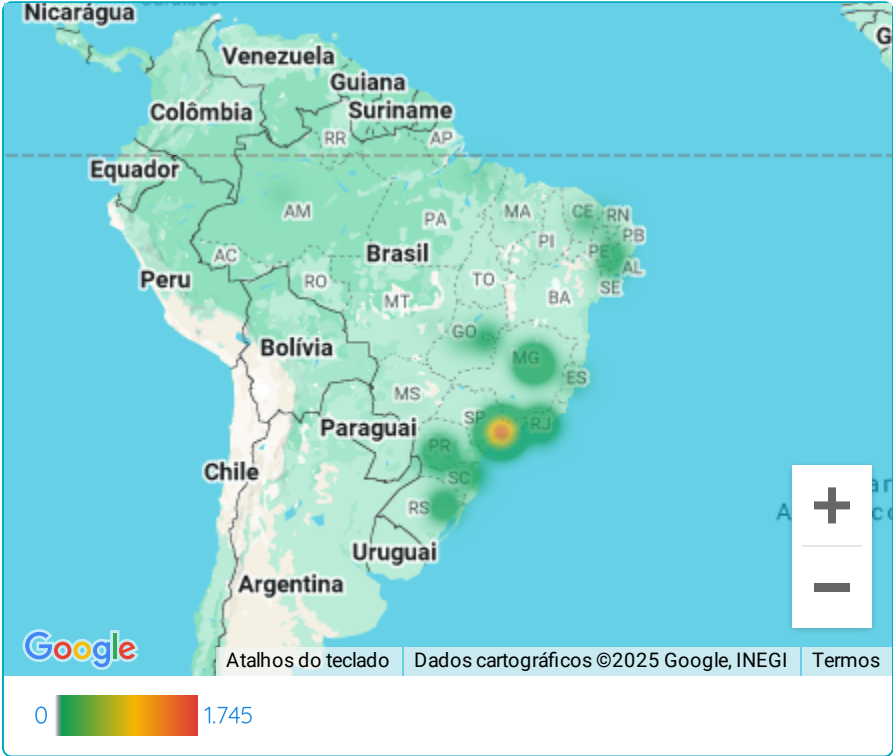 Nicarágua
Venezuela
Guiana
Suriname
Colômbia
RR
AP
Equador
AM
PA
MA
CE
RN
PB
PI
PE
AC
Brasil
AL
Peru
RO
TO
SE
MT
BA
GO
Bolívia
MG
ES
MS
SP
RJ
Paraguai
PR
Chile
SC
RS
Uruguai
Argentina
Google
Atalhos do teclado
Dados cartográficos ©2025 Google, INEGI
Termos
0
1.745